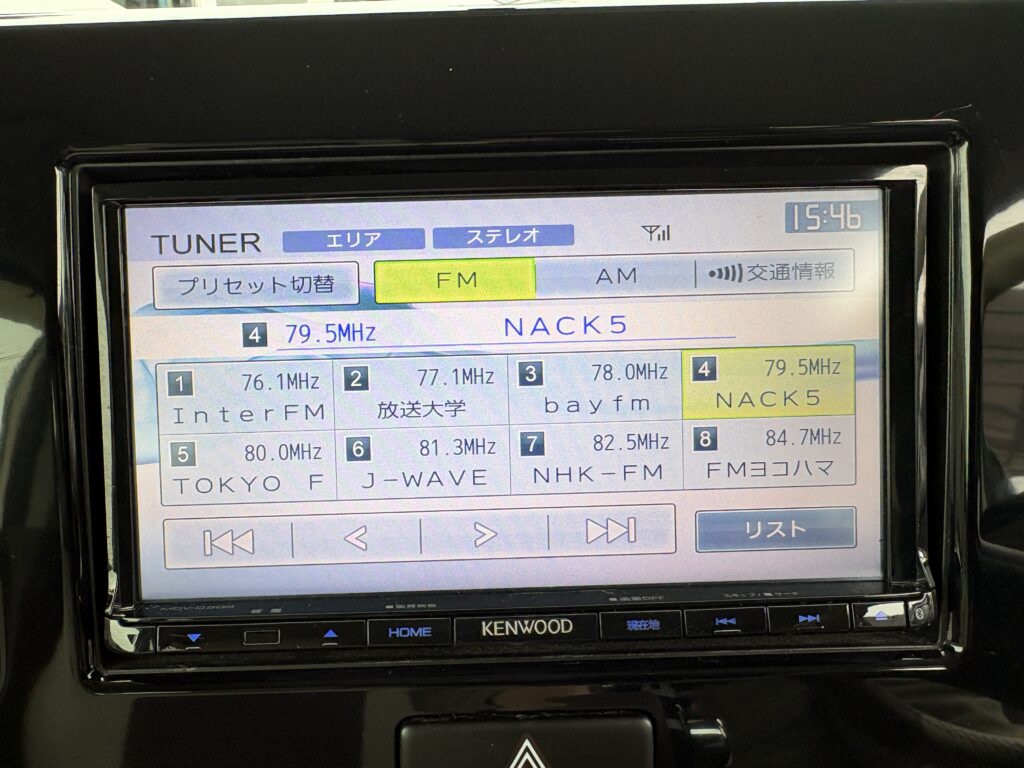 TUNER エリア ステレオ 15:46
プリセット切替 FM AM 交通情報
4 79.5MHz NACK5
1 76.1MHz 2 77.1MHz 3 78.0MHz 4 79.5MHz
InterFM 放送大学 bayfm NACK5
5 80.0MHz 6 81.3MHz 7 82.5MHz 8 84.7MHz
TOKYO F J-WAVE NHK-FM FMヨコハマ
リスト
HOME KENWOOD 現在地